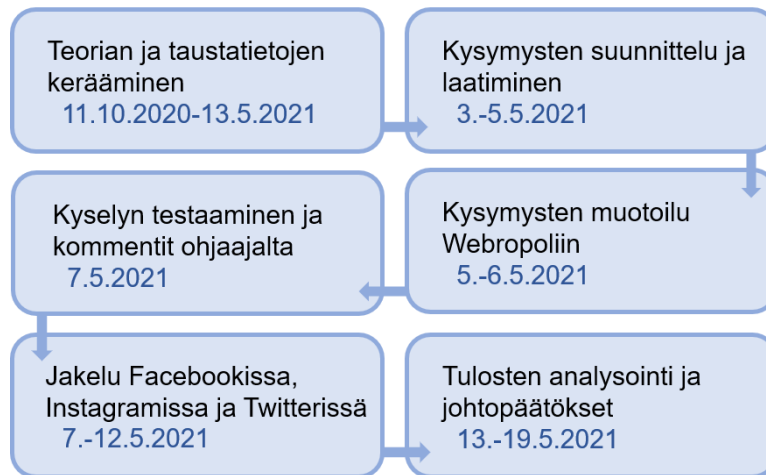 Teorian ja taustatietojen
kerääminen
11.10.2020-13.5.2021
Kysymysten suunnittelu ja
laatiminen
3.-5.5.2021
Kysymysten muotoilu
Webropoliin
5.-6.5.2021
Kyselyn testaaminen ja
kommentit ohjaajalta
7.5.2021
Jakelu Facebookissa,
Instagramissa ja Twitterissä
7.-12.5.2021
Tulosten analysointi ja
johtopäätökset
13.-19.5.2021